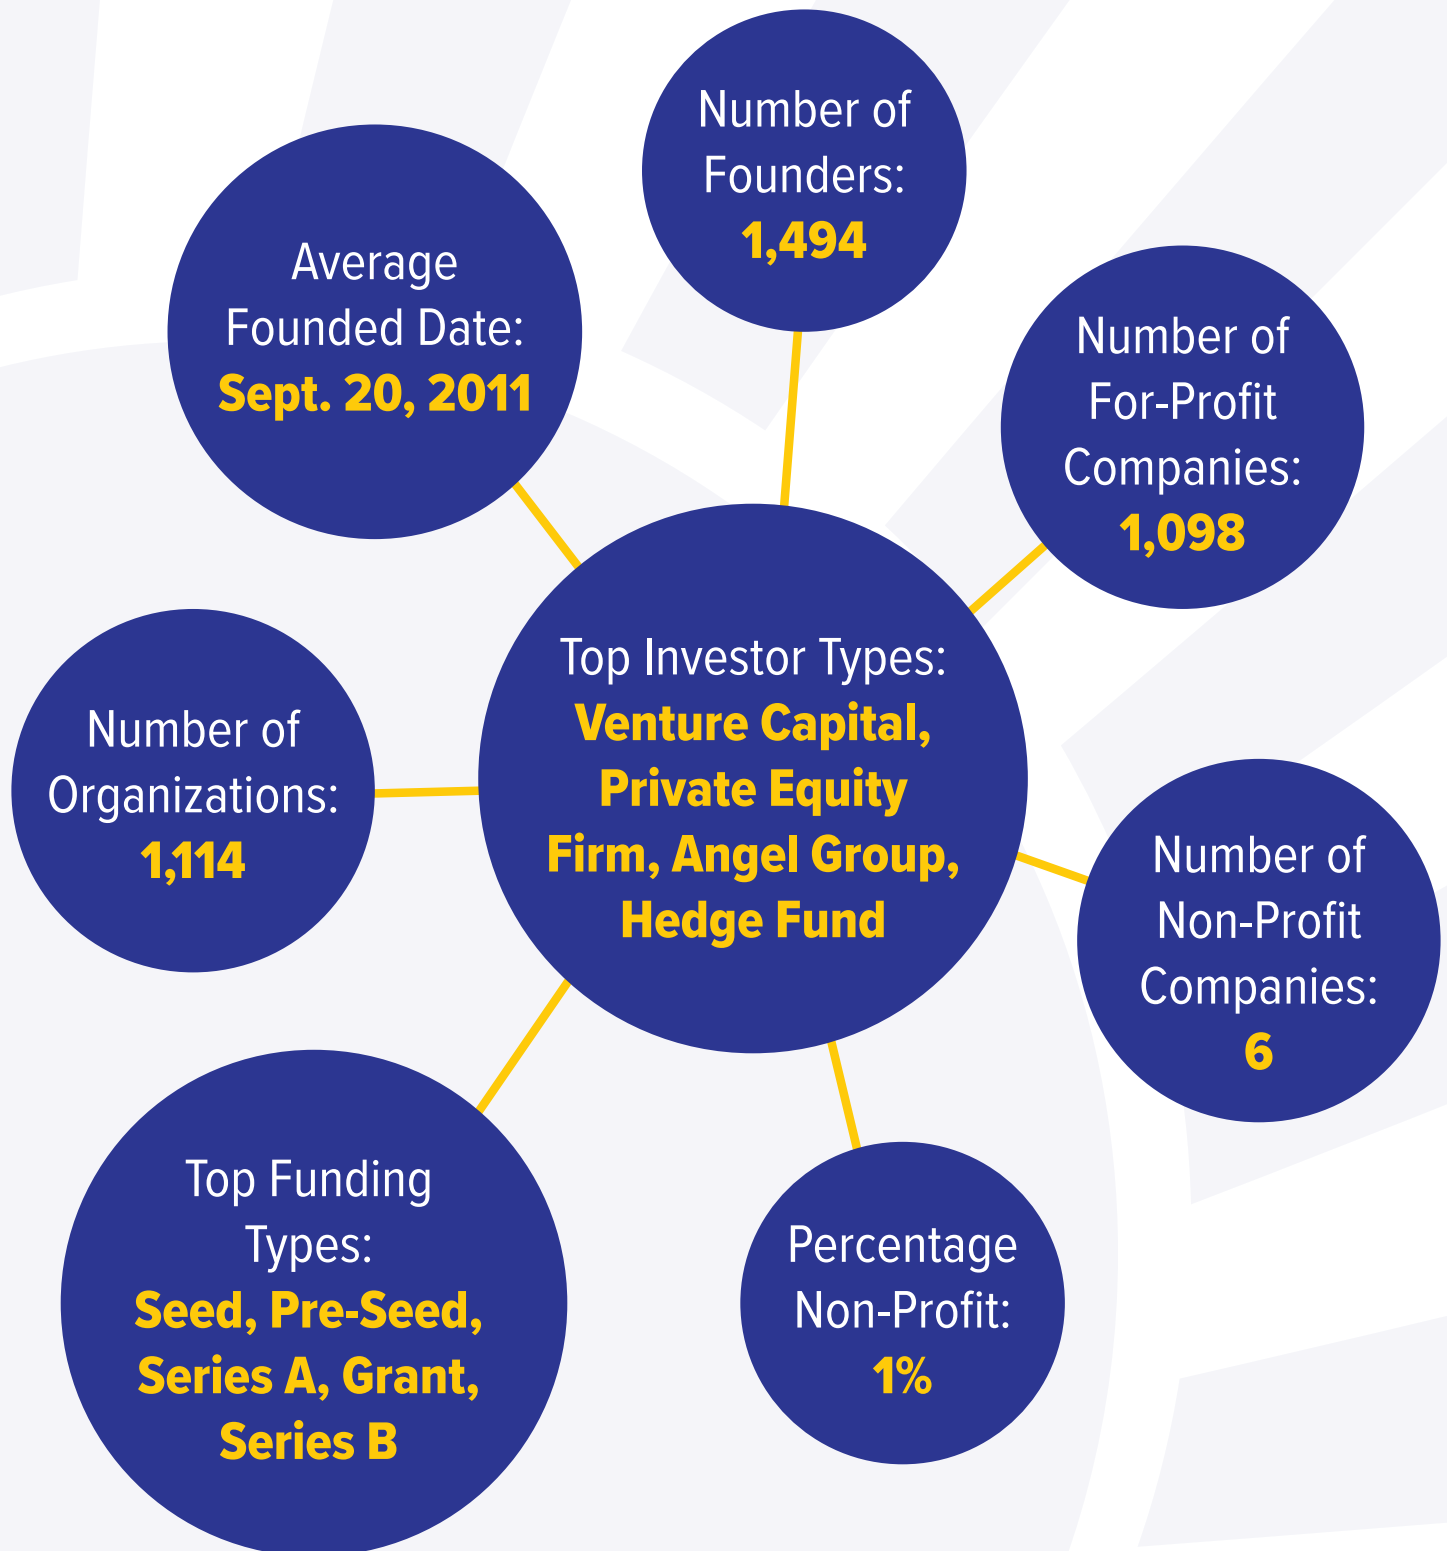 Number of
Founders:
1,494
Average
Founded Date:
Sept. 20, 2011
Number of
For-Profit
Companies:
1,098
Top Investor Types:
Venture Capital,
Private Equity
Firm, Angel Group,
Hedge Fund
Number of
Organizations:
1,114
Number of
Non-Profit
Companies:
6
Top Funding
Types:
Seed, Pre-Seed,
Series A, Grant,
Series B
Percentage
Non-Profit:
1%